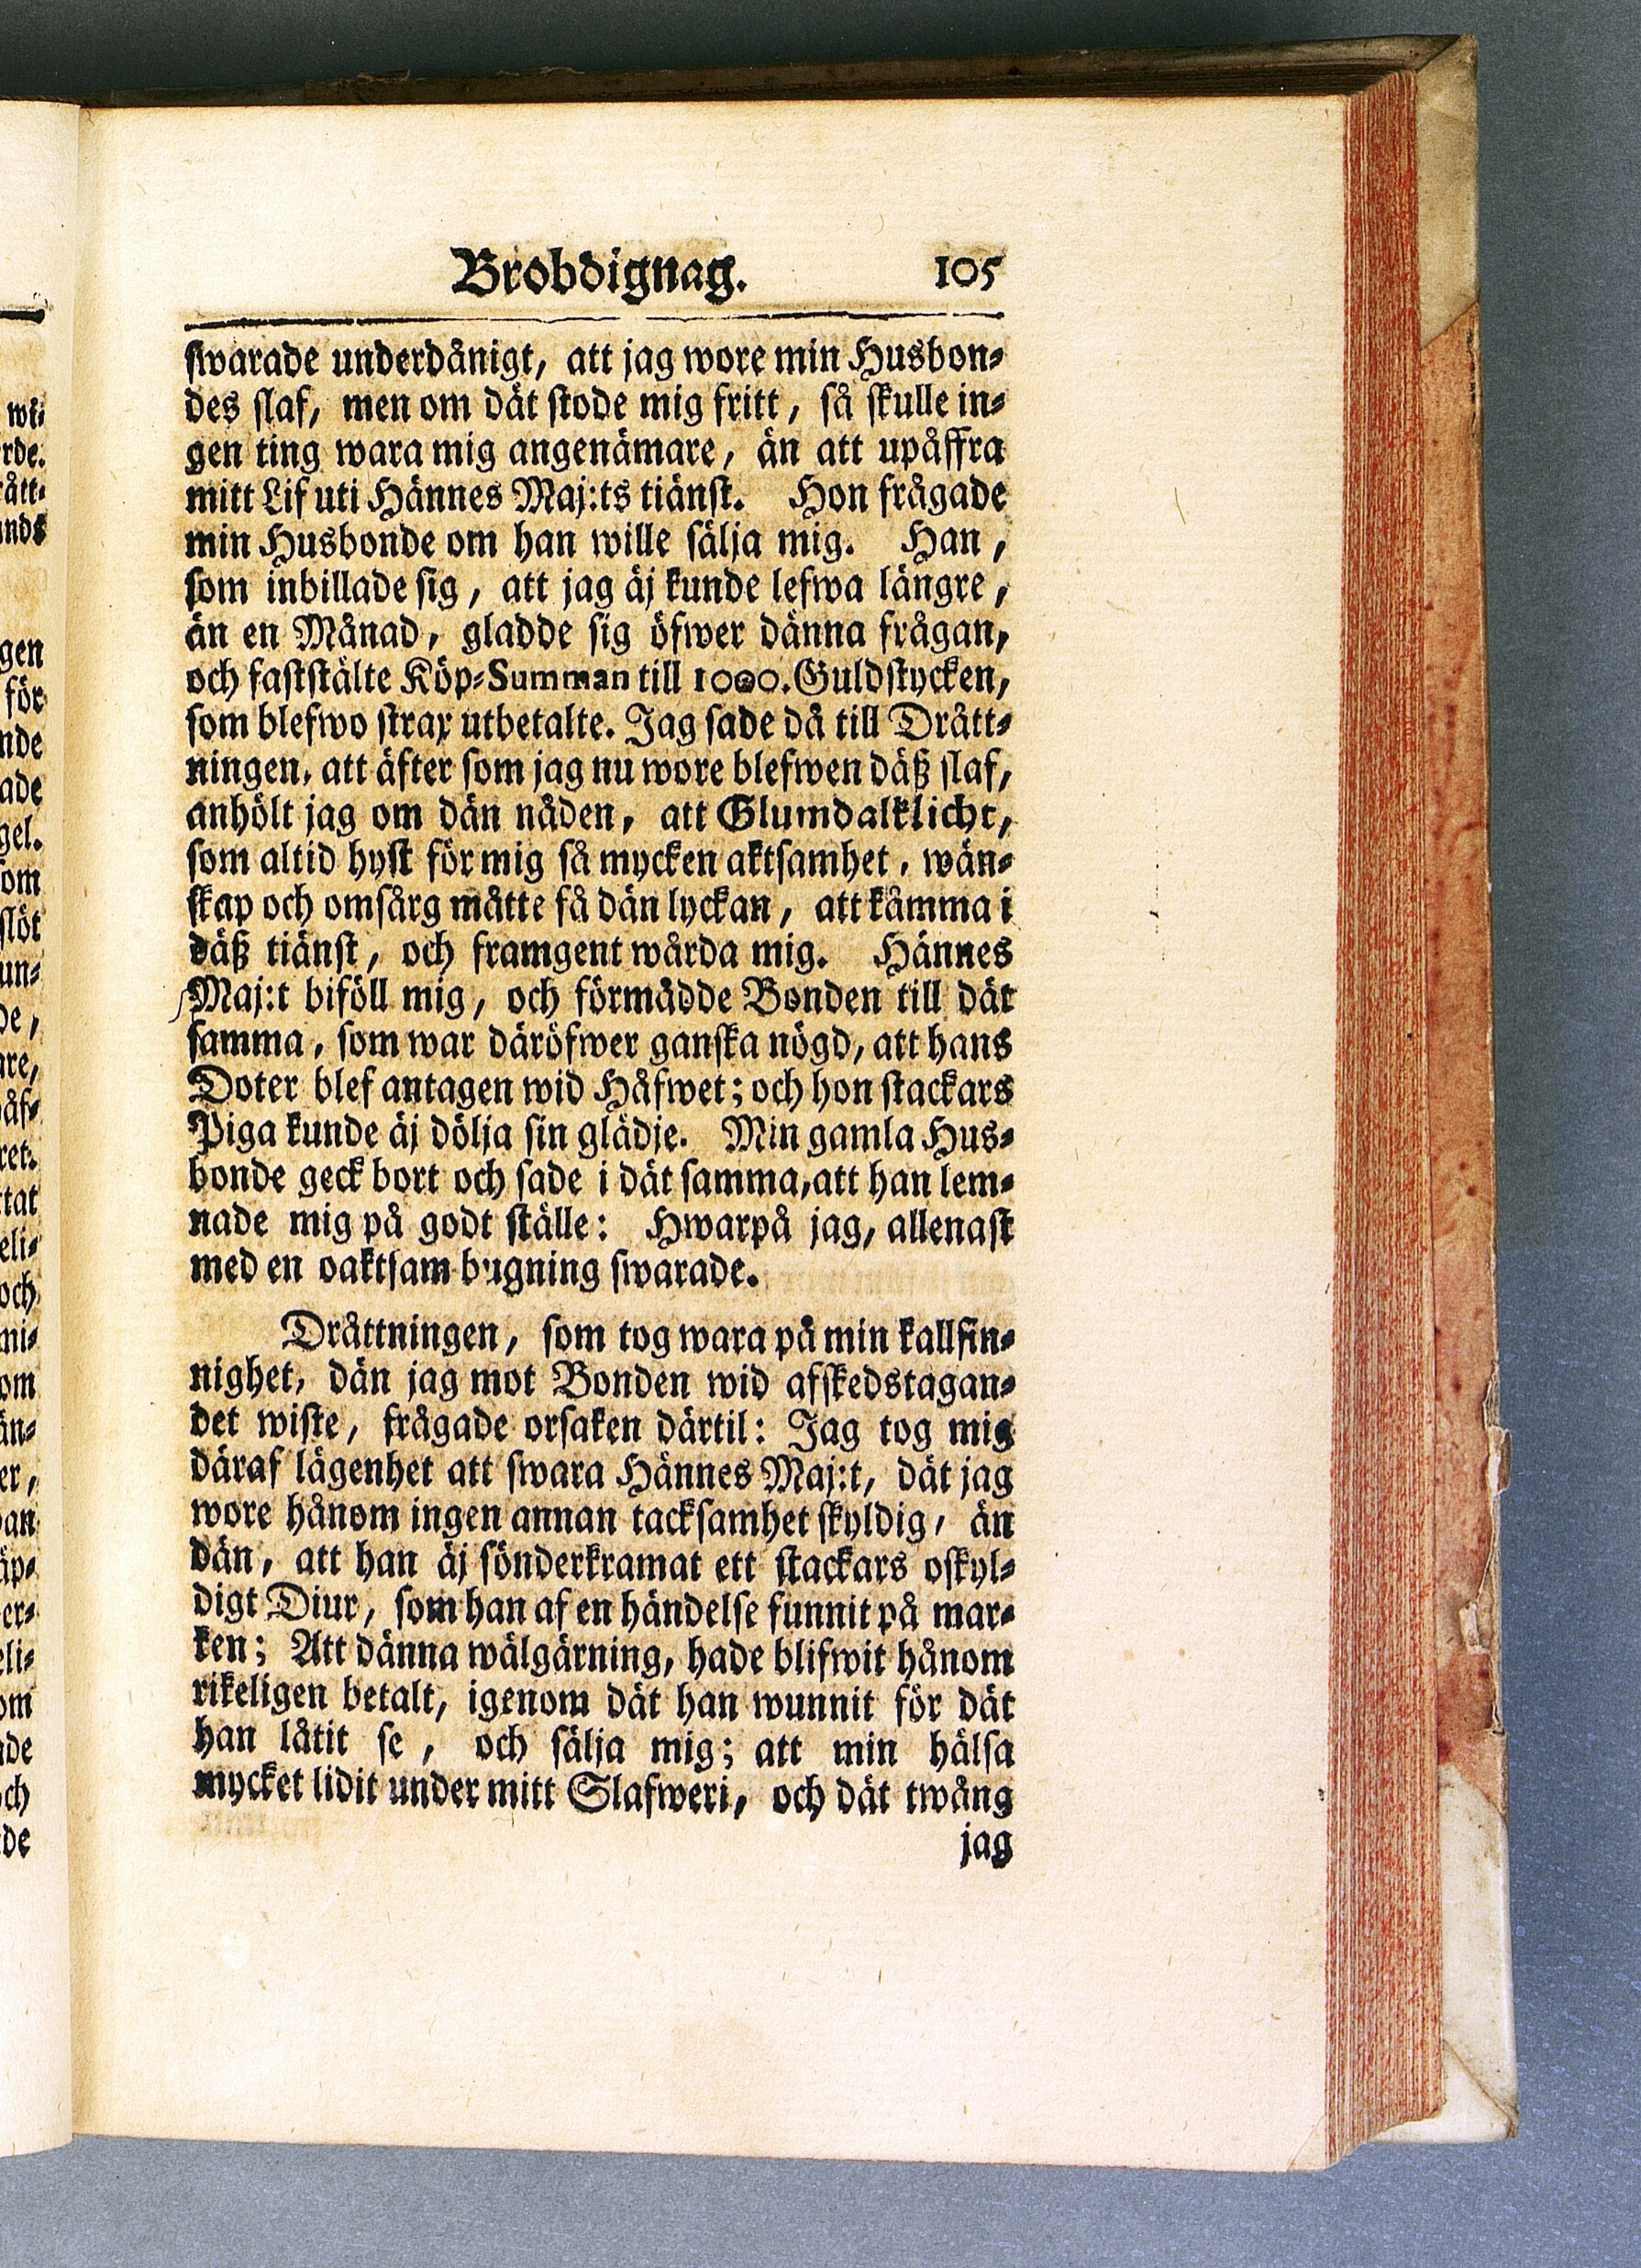 Brobdignag. 105
swarade underdånigt, att jag wore min Husbon-
des slaf, men om dät stode mig fritt, så skulle in-
gen ting wara mig angenämare, än att upåffra
mitt Lif uti Hännes Maj:ts tiänst. Hon frågade
min Husbonde om han wille sälja mig. Han,
som inbillade sig, att jag äj kunde lefwa längre,
än en Månad, gladde sig öfwer dänna frågan,
och faststälte Köp-Summan till 1000. Guldstycken,
som blefwo strax utbetalte. Jag sade då till Drått-
ningen, att äfter som jag nu wore blefwen däß slaf,
anhölt jag om dän nåden, att Glumdalklicht,
som altid hyst för mig så mycken aktsamhet, wän-
skap och omsårg måtte få dän lyckan, att kåmma i
däß tiänst, och framgent wårda mig. Hännes
Maj:t biföll mig, och förmådde Bonden till dät
samma, som war däröfwer ganska nögd, att hans
Doter blef antagen wid Håfwet; och hon stackars
Piga kunde äj dölja sin glädje. Min gamla Hus-
bonde geck bort och sade i dät samma, att han lem-
nade mig på godt ställe: Hwarpå jag, allenast
med en oaktsam bugning swarade.
Dråttningen, som tog wara på min kallsin-
nighet, dän jag mot Bonden wid afskedstagan-
det wiste, frågade orsaken därtil: Jag tog mig
däraf lägenhet att swara Hännes Maj:t, dät jag
wore hånom ingen annan tacksamhet skyldig, än
dän, att han äj sönderkramat ett stackars oskyl-
digt Diur, som han af en händelse funnit på mar-
ken; Att dänna wälgärning, hade blifwit hånom
rikeligen betalt, igenom dät han wunnit för dät
han låtit se, och sälja mig; att min hälsa
mycket lidit under mitt Slafweri, och dät twång
jag